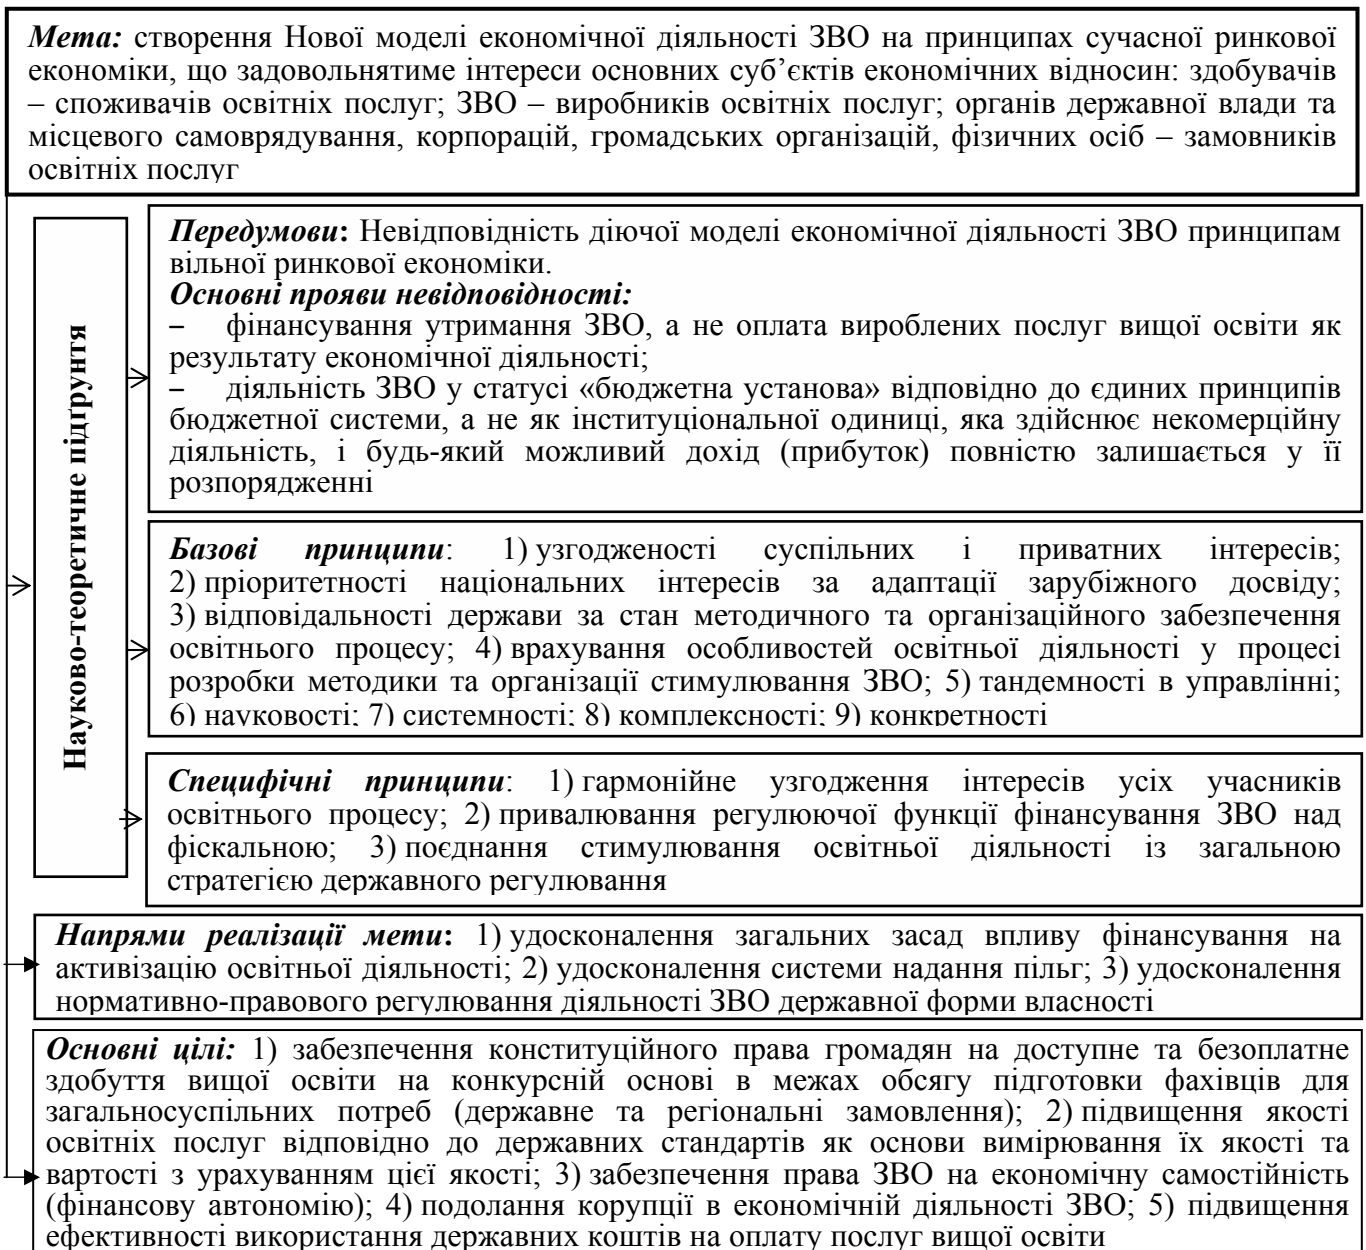 Мета: створення Нової моделі економічної діяльності ЗВО на принципах сучасної ринкової
економіки, що задовольнятиме інтереси основних суб’єктів економічних відносин: здобувачів
– споживачів освітніх послуг; ЗВО – виробників освітніх послуг; органів державної влади та
місцевого самоврядування, корпорацій, громадських організацій, фізичних осіб – замовників
освітніх послуг
Науково-теоретичне підґрунтя
Передумови: Невідповідність діючої моделі економічної діяльності ЗВО принципам
вільної ринкової економіки.
Основні прояви невідповідності:
– фінансування утримання ЗВО, а не оплата вироблених послуг вищої освіти як
результату економічної діяльності;
– діяльність ЗВО у статусі «бюджетна установа» відповідно до єдиних принципів
бюджетної системи, а не як інституціональної одиниці, яка здійснює некомерційну
діяльність, і будь-який можливий дохід (прибуток) повністю залишається у її
розпорядженні
Базові принципи: 1) узгодженості суспільних і приватних інтересів;
2) пріоритетності національних інтересів за адаптації зарубіжного досвіду;
3) відповідальності держави за стан методичного та організаційного забезпечення
освітнього процесу; 4) врахування особливостей освітньої діяльності у процесі
розробки методики та організації стимулювання ЗВО; 5) тандемності в управлінні;
6) науковості; 7) системності; 8) комплексності; 9) конкретності
Специфічні принципи: 1) гармонійне узгодження інтересів усіх учасників
освітнього процесу; 2) привалювання регулюючої функції фінансування ЗВО над
фіскальною; 3) поєднання стимулювання освітньої діяльності із загальною
стратегією державного регулювання
Напрями реалізації мети: 1) удосконалення загальних засад впливу фінансування на
активізацію освітньої діяльності; 2) удосконалення системи надання пільг; 3) удосконалення
нормативно-правового регулювання діяльності ЗВО державної форми власності
Основні цілі: 1) забезпечення конституційного права громадян на доступне та безоплатне
здобуття вищої освіти на конкурсній основі в межах обсягу підготовки фахівців для
загальносуспільних потреб (державне та регіональні замовлення); 2) підвищення якості
освітніх послуг відповідно до державних стандартів як основи вимірювання їх якості та
вартості з урахуванням цієї якості; 3) забезпечення права ЗВО на економічну самостійність
(фінансову автономію); 4) подолання корупції в економічній діяльності ЗВО; 5) підвищення
ефективності використання державних коштів на оплату послуг вищої освіти